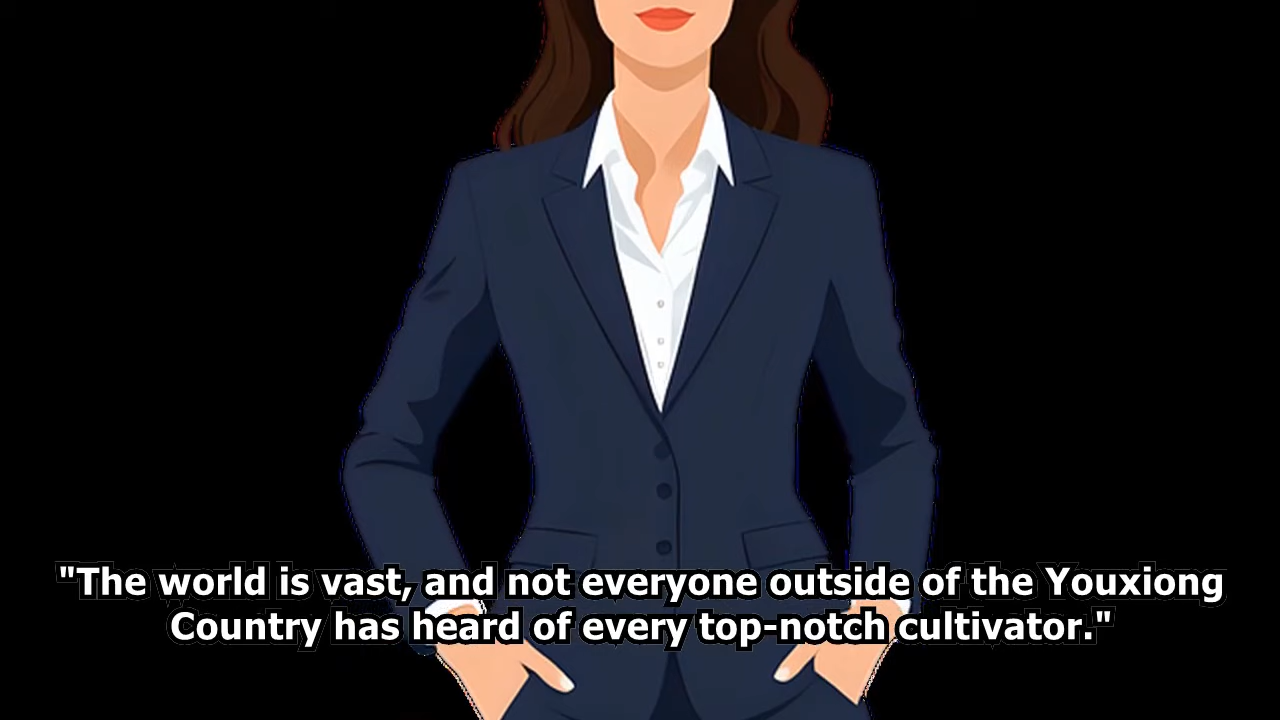 "The world is vast, and not everyone outside of the Youxiong
Country has heard of every top-notch cultivator."